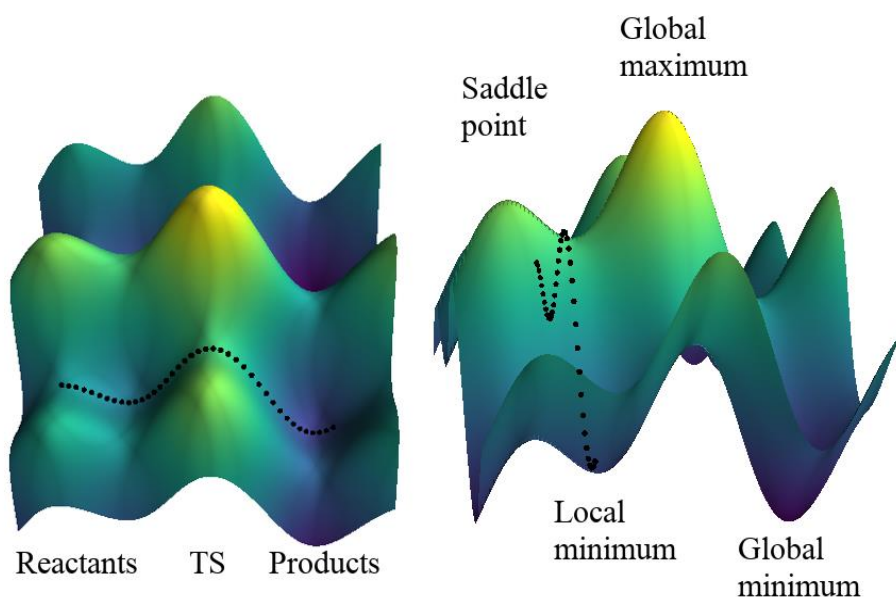 Global
maximum
Saddle
point
Reactants TS Products
Local
minimum
Global
minimum